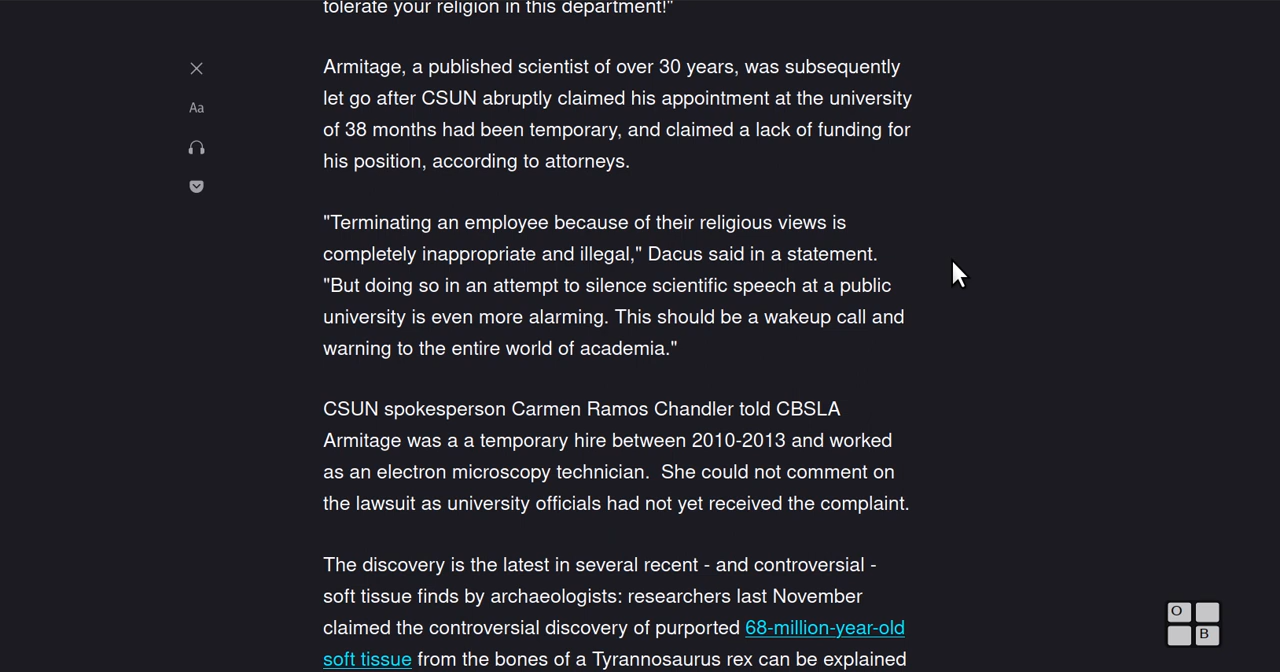 tolerate your religion in this department!"
Armitage, a published scientist of over 30 years, was subsequently
let go after CSUN abruptly claimed his appointment at the university
of 38 months had been temporary, and claimed a lack of funding for
his position, according to attorneys.
"Terminating an employee because of their religious views is
completely inappropriate and illegal," Dacus said in a statement.
"But doing so in an attempt to silence scientific speech at a public
university is even more alarming. This should be a wakeup call and
warning to the entire world of academia."
CSUN spokesperson Carmen Ramos Chandler told CBSLA
Armitage was a a temporary hire between 2010-2013 and worked
as an electron microscopy technician.  She could not comment on
the lawsuit as university officials had not yet received the complaint.
The discovery is the latest in several recent - and controversial -
soft tissue finds by archaeologists: researchers last November
claimed the controversial discovery of purported 68-million-year-old
soft tissue from the bones of a Tyrannosaurus rex can be explained
Aa
O
B